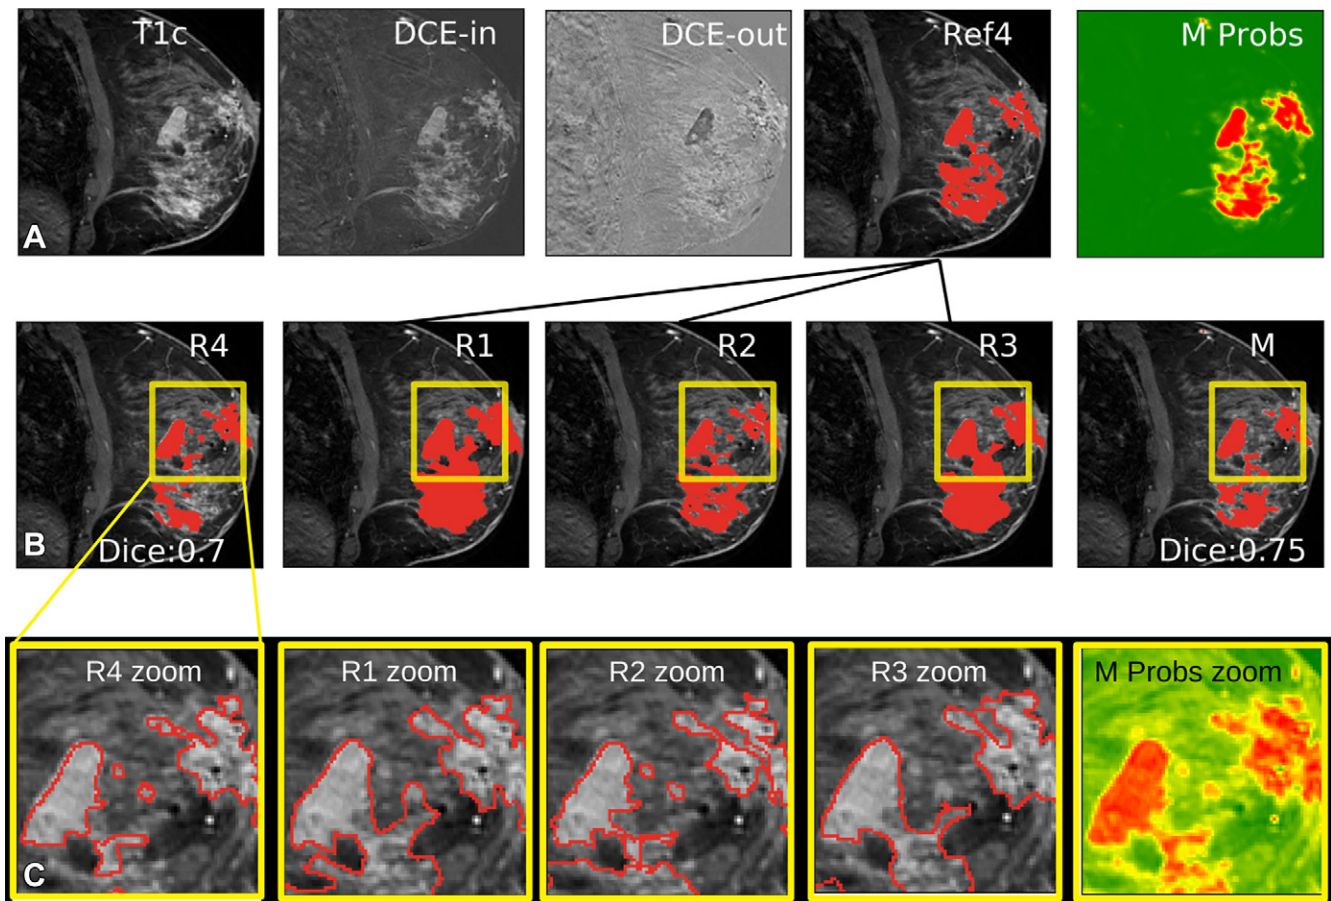 T1c
DCE-in
DCE-out
Ref4
M Probs
A
R4
R1
R2
R3
M
B
Dice:0.7
Dice:0.75
R4 zoom
R1 zoom
R2 zoom
R3 zoom
M Probs zoom
C